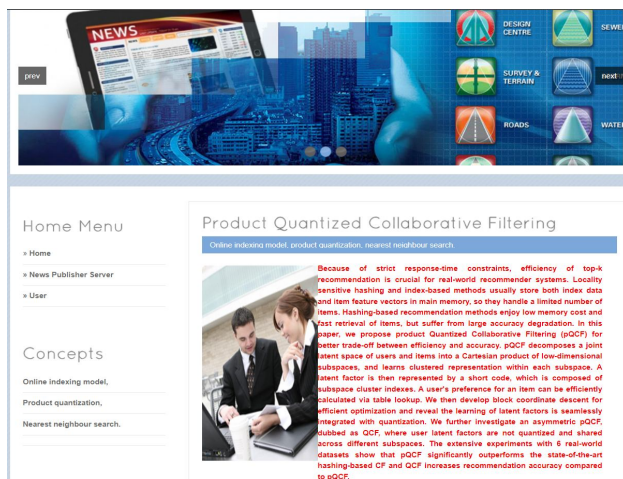 NEWS
DESIGN
CENTRE
SEWE
prev
SURVEY &
TERRAIN
next
ROADS
WATE
Home Menu
» Home
» News Publisher Server
» User
Concepts
Online indexing model,
Product quantization,
Nearest neighbour search.
Product Quantized Collaborative Filtering
Online indexing model, product quantization, nearest neighbour search.
Because of strict response-time constraints, efficiency of top-k
recommendation is crucial for real-world recommender systems. Locality
sensitive hashing and index-based methods usually store both index data
and item feature vectors in main memory, so they handle a limited number of
items. Hashing-based recommendation methods enjoy low memory cost and
fast retrieval of items, but suffer from large accuracy degradation. In this
paper, we propose product Quantized Collaborative Filtering (pQCF) for
better trade-off between efficiency and accuracy. pQCF decomposes a joint
latent space of users and items into a Cartesian product of low-dimensional
subspaces, and learns clustered representation within each subspace. A
latent factor is then represented by a short code, which is composed of
subspace cluster indexes. A user's preference for an item can be efficiently
calculated via table lookup. We then develop block coordinate descent for
efficient optimization and reveal the learning of latent factors is seamlessly
integrated with quantization. We further investigate an asymmetric pQCF,
dubbed as QCF, where user latent factors are not quantized and shared
across different subspaces. The extensive experiments with 6 real-world
datasets show that pQCF significantly outperforms the state-of-the-art
hashing-based CF and QCF increases recommendation accuracy compared
to pQCF.